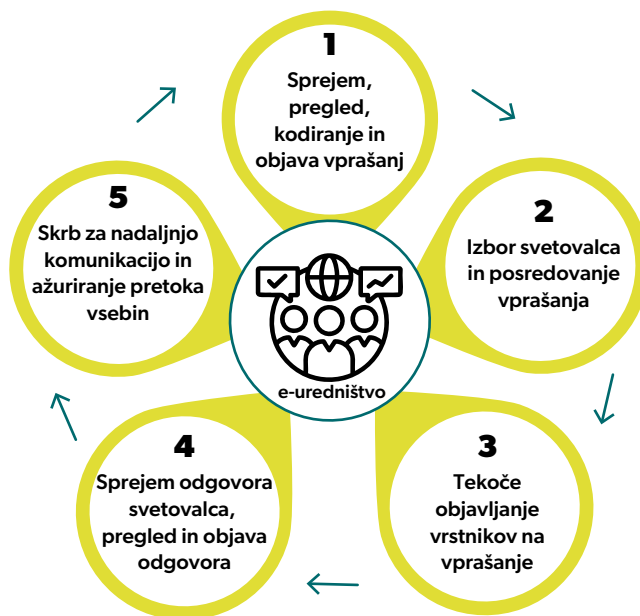 1
Sprejem,
pregled,
kodiranje in
objava vprašanj
2
Izbor svetovalca
in posredovanje
vprašanja
3
Tekoče
objavljanje
vrstnikov na
vprašanje
4
Sprejem odgovora
svetovalca,
pregled in objava
odgovora
5
Skrb za nadaljnjo
komunikacijo in
ažuriranje pretoka
vsebin
e-uredništvo